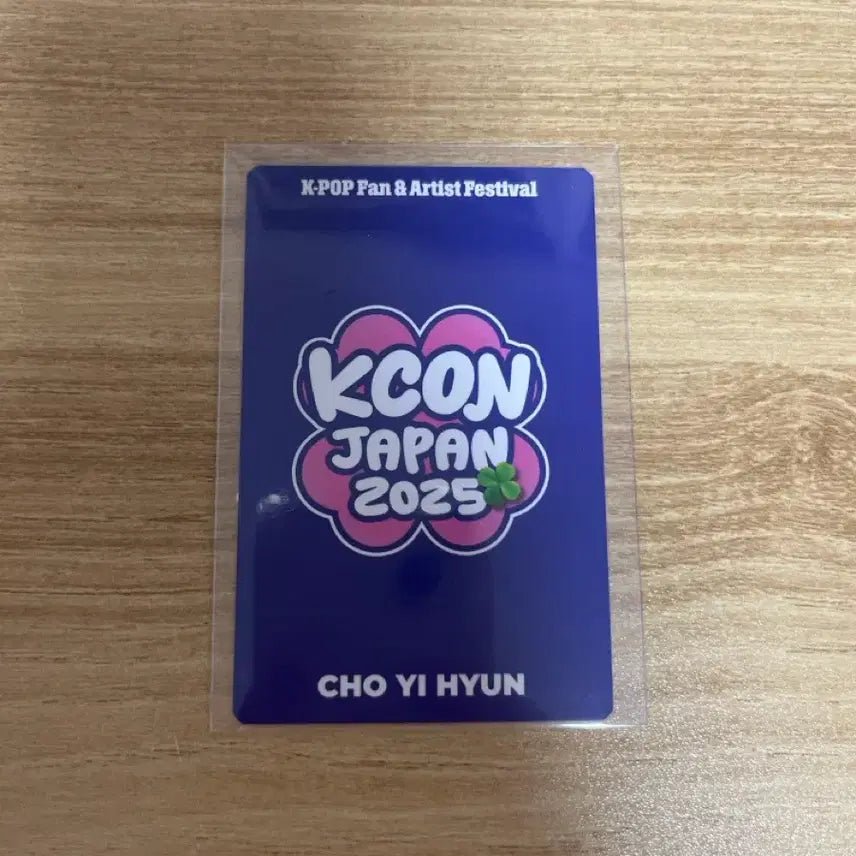 K-POP Fan & Artist Festival
KCON
JAPAN
2025
CHO YI HYUN